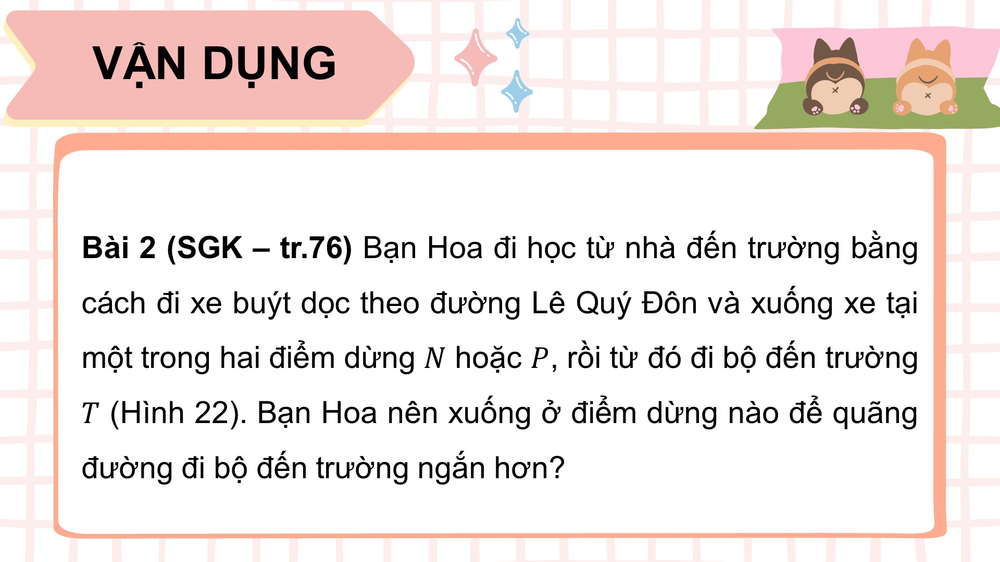 VẬN DỤNG
Bài 2 (SGK – tr.76) Bạn Hoa đi học từ nhà đến trường bằng
cách đi xe buýt dọc theo đường Lê Quý Đôn và xuống xe tại
một trong hai điểm dừng N hoặc P, rồi từ đó đi bộ đến trường
T (Hình 22). Bạn Hoa nên xuống ở điểm dừng nào để quãng
đường đi bộ đến trường ngắn hơn?